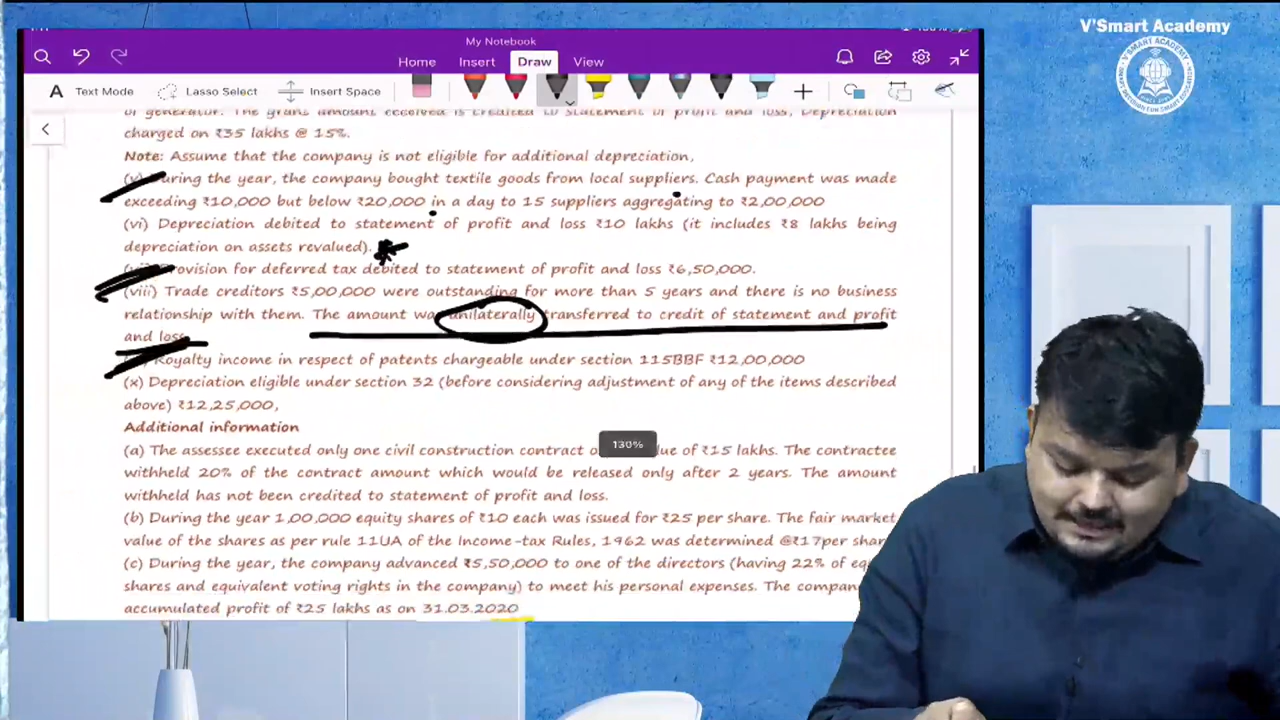 V'Smart Academy
My Notebook
Home Insert Draw View
Text Mode Lasso Select Insert Space
of generator. The grant amount received is credited to statement of profit and loss, Depreciation
charged on ₹35 lakhs @ 15%.
Note: Assume that the company is not eligible for additional depreciation,
(v) During the year, the company bought textile goods from local suppliers. Cash payment was made
exceeding ₹10,000 but below ₹20,000 in a day to 15 suppliers aggregating to ₹2,00,000
(vi) Depreciation debited to statement of profit and loss ₹10 lakhs (it includes ₹8 lakhs being
depreciation on assets revalued).
Provision for deferred tax debited to statement of profit and loss ₹6,50,000.
(viii) Trade creditors ₹5,00,000 were outstanding for more than 5 years and there is no business
relationship with them. The amount was unilaterally transferred to credit of statement and profit
and loss
Royalty income in respect of patents chargeable under section 115BBF ₹12,00,000
(x) Depreciation eligible under section 32 (before considering adjustment of any of the items described
above) ₹12,25,000,
Additional information
(a) The assessee executed only one civil construction contract of lakhs. The contractee
130%
withheld 20% of the contract amount which would be released only after 2 years. The amount
withheld has not been credited to statement of profit and loss.
(b) During the year 1,00,000 equity shares of ₹10 each was issued for ₹25 per share. The fair market
value of the shares as per rule 11UA of the Income-tax Rules, 1962 was determined @₹17per
(c) During the year, the company advanced ₹5,50,000 to one of the directors (having 22% of
shares and equivalent voting rights in the company) to meet his personal expenses. The
accumulated profit of ₹25 lakhs as on 31.03.2020